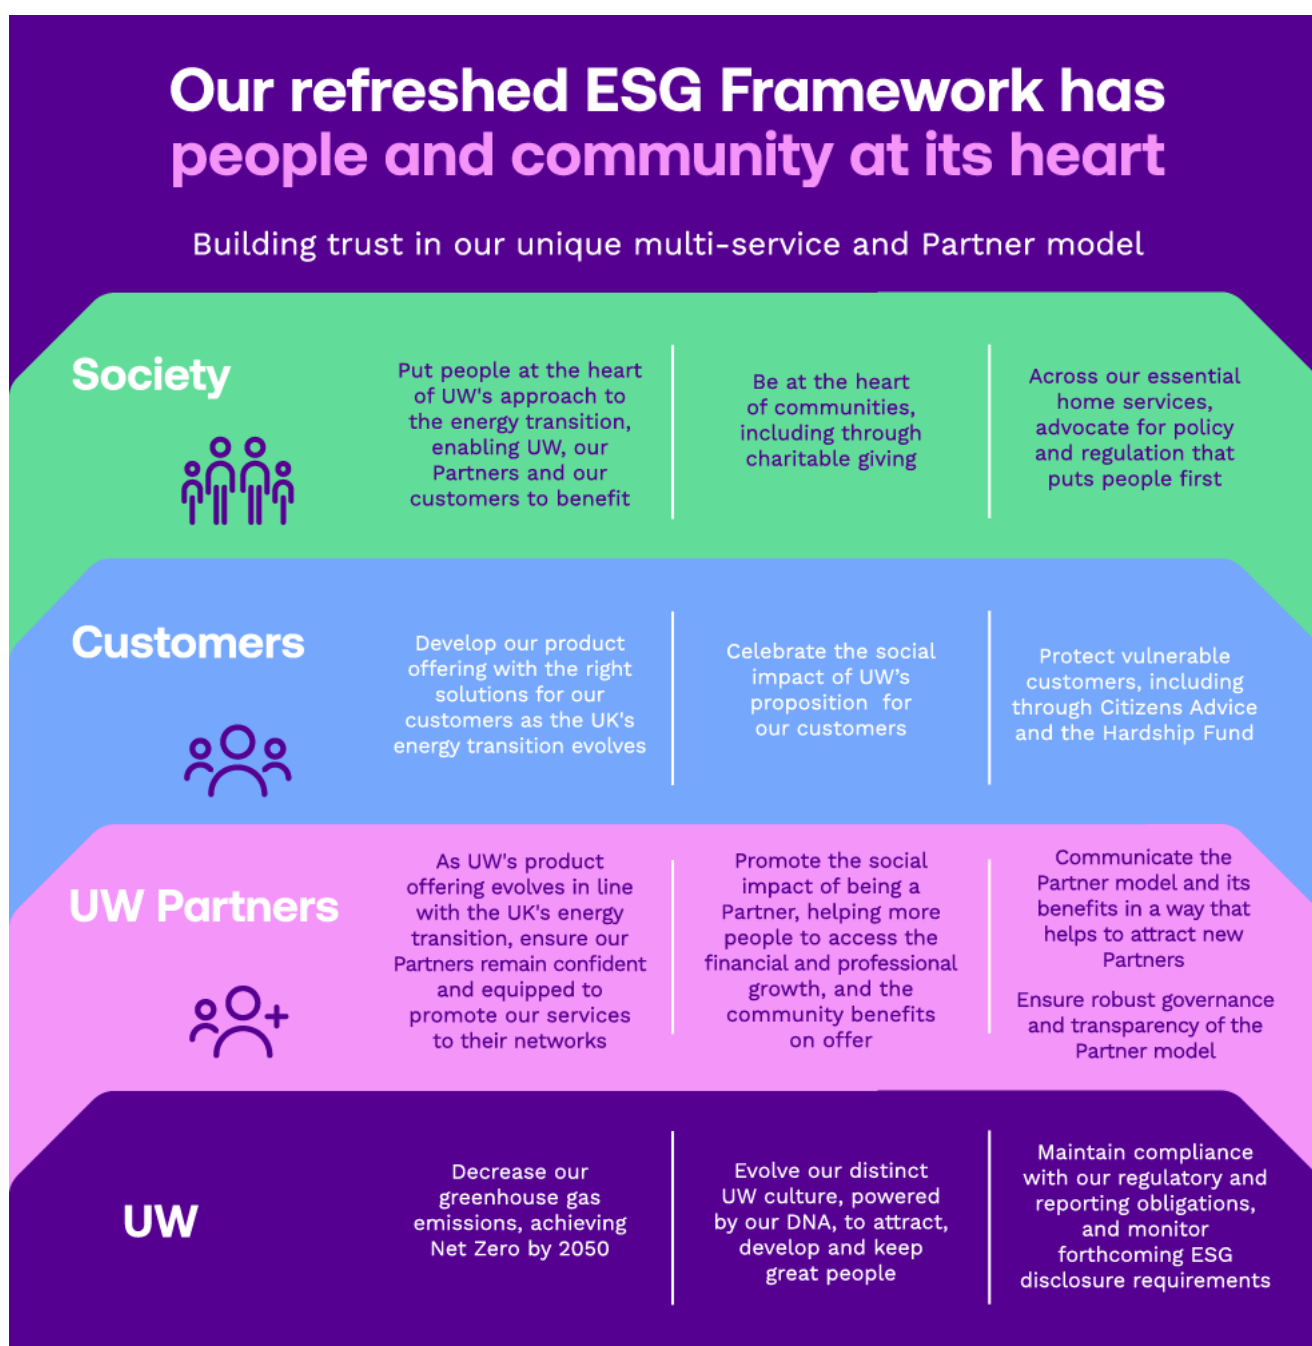 Our refreshed ESG Framework has
people and community at its heart
Building trust in our unique multi-service and Partner model
Society
Put people at the heart
of UW's approach to
the energy transition,
enabling UW, our
Partners and our
customers to benefit
Be at the heart
of communities,
including through
charitable giving
Across our essential
home services,
advocate for policy
and regulation that
puts people first
Customers
Develop our product
offering with the right
solutions for our
customers as the UK's
energy transition evolves
Celebrate the social
impact of UW’s
proposition  for
our customers
Protect vulnerable
customers, including
through Citizens Advice
and the Hardship Fund
UW Partners
As UW's product
offering evolves in line
with the UK's energy
transition, ensure our
Partners remain confident
and equipped to
promote our services
to their networks
Promote the social
impact of being a
Partner, helping more
people to access the
financial and professional
growth, and the
community benefits
on offer
Communicate the
Partner model and its
benefits in a way that
helps to attract new
Partners
Ensure robust governance
and transparency of the
Partner model
UW
Decrease our
greenhouse gas
emissions, achieving
Net Zero by 2050
Evolve our distinct
UW culture, powered
by our DNA, to attract,
develop and keep
great people
Maintain compliance
with our regulatory and
reporting obligations,
and monitor
forthcoming ESG
disclosure requirements